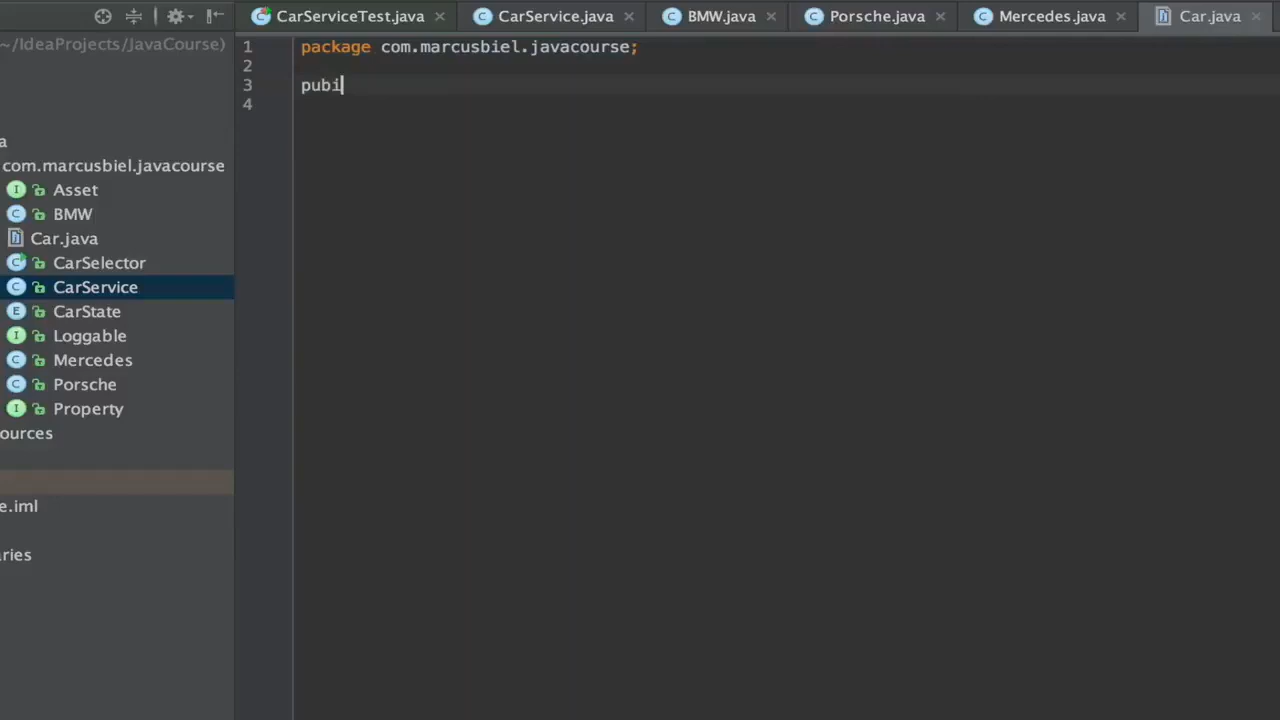 CarServiceTest.java CarService.java BMW.java Porsche.java Mercedes.java Car.java
~/IdeaProjects/JavaCourse)
a
com.marcusbiel.javacourse
Asset
BMW
Car.java
CarSelector
CarService
CarState
Loggable
Mercedes
Porsche
Property
ources
e.iml
ries
1 package com.marcusbiel.javacourse;
2
3 pubi
4